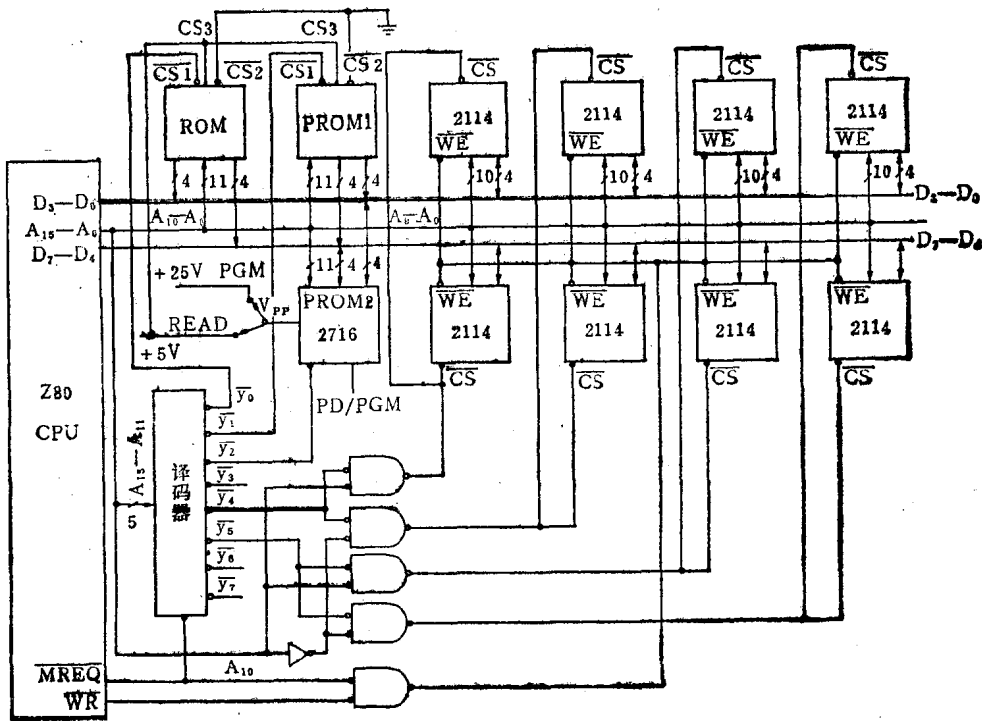 CS3 CS3
CS1 CS2 CS1 CS2 CS CS CS CS
ROM PROM1 2114 2114 2114 2114
WE WE WE WE
4 11 4 11 4 4 10 4 10 4 10 4 10 4
D₃—D₀ D₃—D₀
A₁₅—A₀ A₁₀—A₀ A₉—A₀
D₇—D₄
+25V PGM 11 4 4
V_PP PROM2 WE WE WE WE
READ 2716 2114 2114 2114 2114
+5V CS CS CS CS
PD/PGM
Z80
CPU
A₁₅—A₁₁
5
译码器
y₀
y₁
y₂
y₃
y₄
y₅
y₆
y₇
MREQ A₁₀
WR